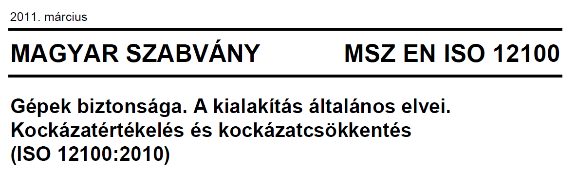 2011. március
MAGYAR SZABVÁNY MSZ EN ISO 12100
Gépek biztonsága. A kialakítás általános elvei.
Kockázatértékelés és kockázatcsökkentés
(ISO 12100:2010)